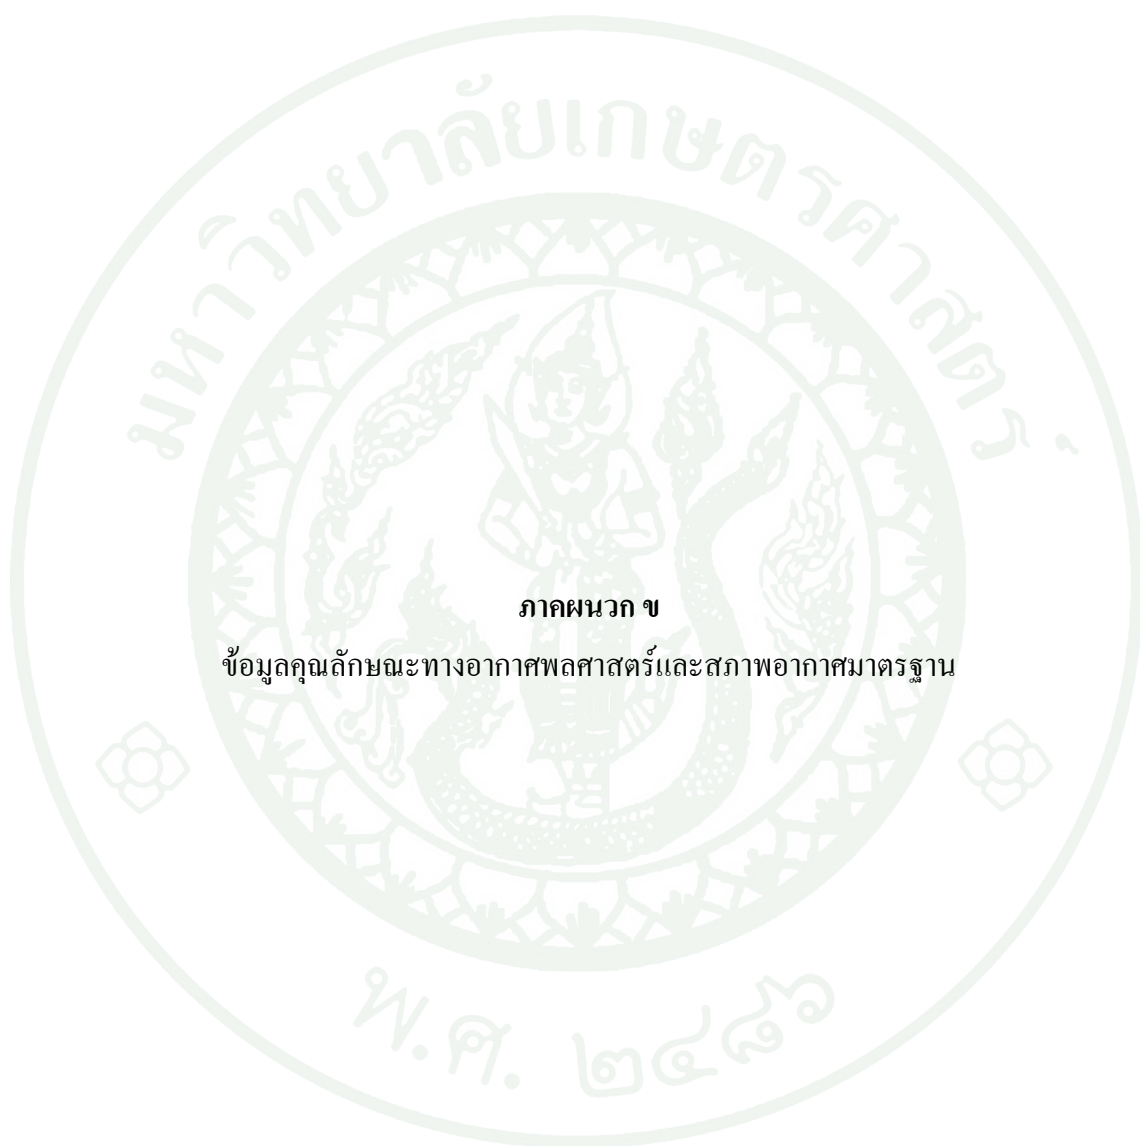 มหาวิทยาลัยเกษตรศาสตร์
ภาคผนวก ข
ข้อมูลคุณลักษณะทางอากาศพลศาสตร์และสภาพอากาศมาตรฐาน
พ.ศ. ๒๔๘๖